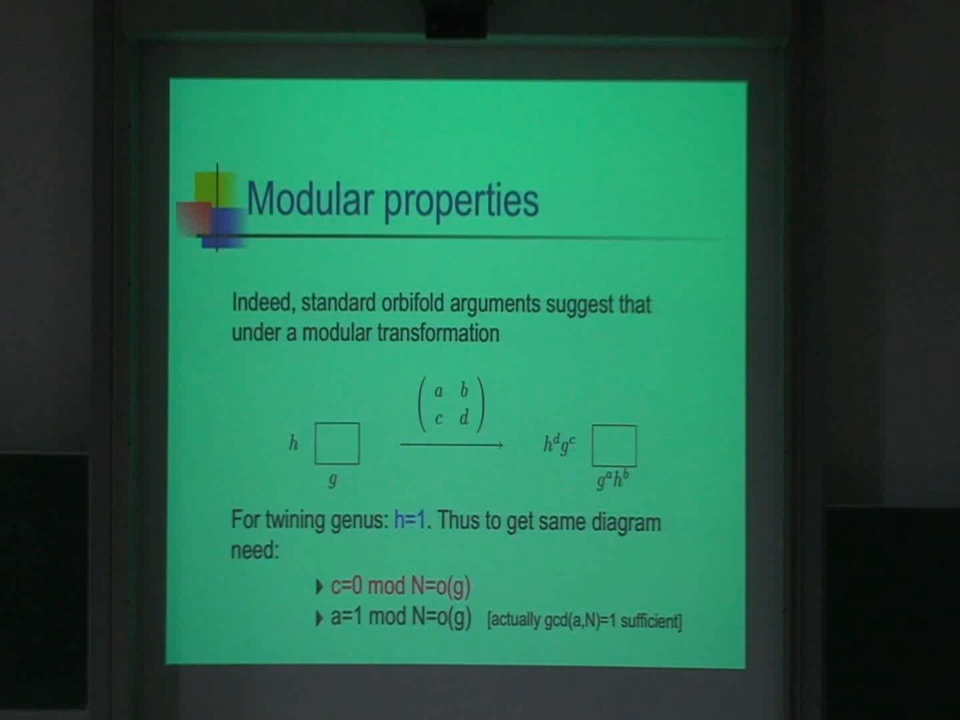 Modular properties
Indeed, standard orbifold arguments suggest that
under a modular transformation
a b
c d
h
h^d g^c
g
g^a h^b
For twining genus: h=1. Thus to get same diagram
need:
c=0 mod N=o(g)
a=1 mod N=o(g) [actually gcd(a,N)=1 sufficient]